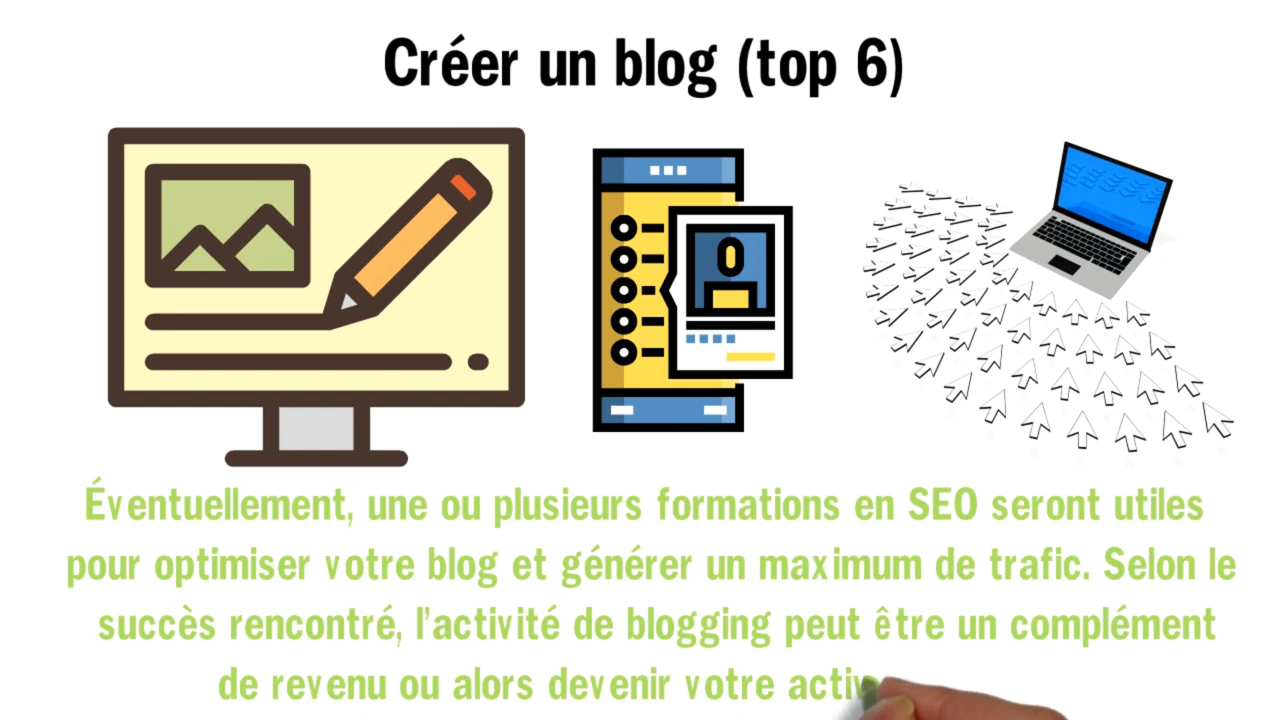 Créer un blog (top 6)
Éventuellement, une ou plusieurs formations en SEO seront utiles
pour optimiser votre blog et générer un maximum de trafic. Selon le
succès rencontré, l'activité de blogging peut être un complément
de revenu ou alors devenir votre activ